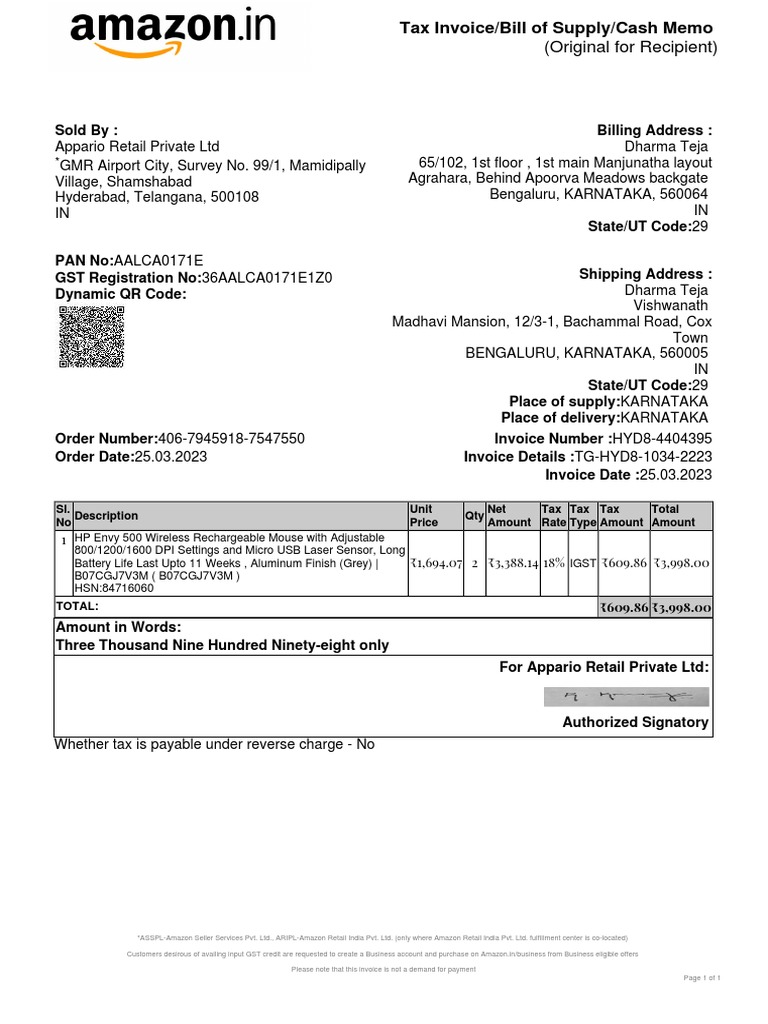 amazon.in
Tax Invoice/Bill of Supply/Cash Memo
(Original for Recipient)
Sold By :
Appario Retail Private Ltd
*GMR Airport City, Survey No. 99/1, Mamidipally
Village, Shamshabad
Hyderabad, Telangana, 500108
IN
PAN No:AALCA0171E
GST Registration No:36AALCA0171E1Z0
Dynamic QR Code:
Billing Address :
Dharma Teja
65/102, 1st floor , 1st main Manjunatha layout
Agrahara, Behind Apoorva Meadows backgate
Bengaluru, KARNATAKA, 560064
IN
State/UT Code:29
Shipping Address :
Dharma Teja
Vishwanath
Madhavi Mansion, 12/3-1, Bachammal Road, Cox
Town
BENGALURU, KARNATAKA, 560005
IN
State/UT Code:29
Place of supply:KARNATAKA
Place of delivery:KARNATAKA
Order Number:406-7945918-7547550
Order Date:25.03.2023
Invoice Number :HYD8-4404395
Invoice Details :TG-HYD8-1034-2223
Invoice Date :25.03.2023
Sl. No Description Unit Price Qty Net Amount Tax Rate Tax Type Tax Amount Total Amount
1 HP Envy 500 Wireless Rechargeable Mouse with Adjustable
800/1200/1600 DPI Settings and Micro USB Laser Sensor, Long
Battery Life Last Upto 11 Weeks , Aluminum Finish (Grey) |
B07CGJ7V3M ( B07CGJ7V3M )
HSN:84716060
₹1,694.07 2 ₹3,388.14 18% IGST ₹609.86 ₹3,998.00
TOTAL: ₹609.86 ₹3,998.00
Amount in Words:
Three Thousand Nine Hundred Ninety-eight only
For Appario Retail Private Ltd:
Authorized Signatory
Whether tax is payable under reverse charge - No
*ASSPL-Amazon Seller Services Pvt. Ltd., ARIPL-Amazon Retail India Pvt. Ltd. (only where Amazon Retail India Pvt. Ltd. fulfillment center is co-located)
Customers desirous of availing input GST credit are requested to create a Business account and purchase on Amazon.in/business from Business eligible offers
Please note that this invoice is not a demand for payment
Page 1 of 1